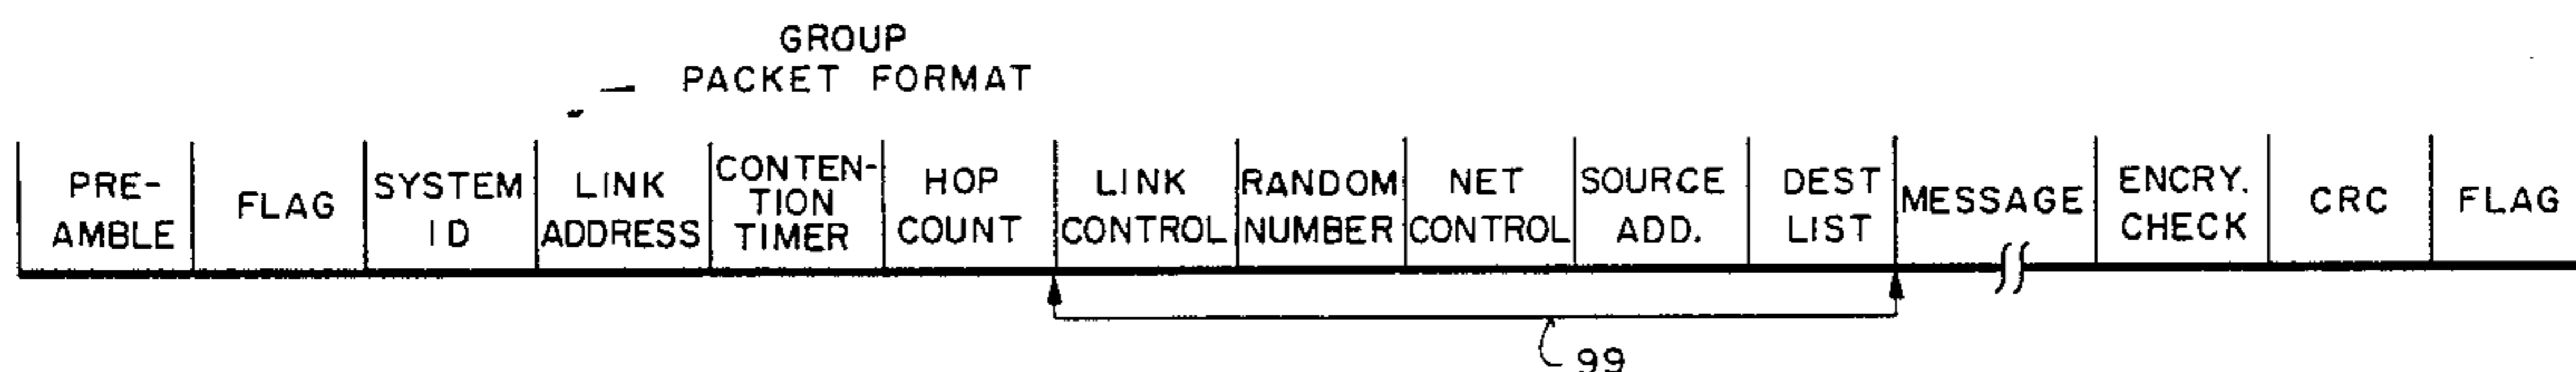 GROUP
PACKET FORMAT
PRE-
AMBLE
FLAG
SYSTEM
ID
LINK
ADDRESS
CONTEN-
TION
TIMER
HOP
COUNT
LINK
CONTROL
RANDOM
NUMBER
NET
CONTROL
SOURCE
ADD.
DEST
LIST
MESSAGE
ENCRY.
CHECK
CRC
FLAG
99